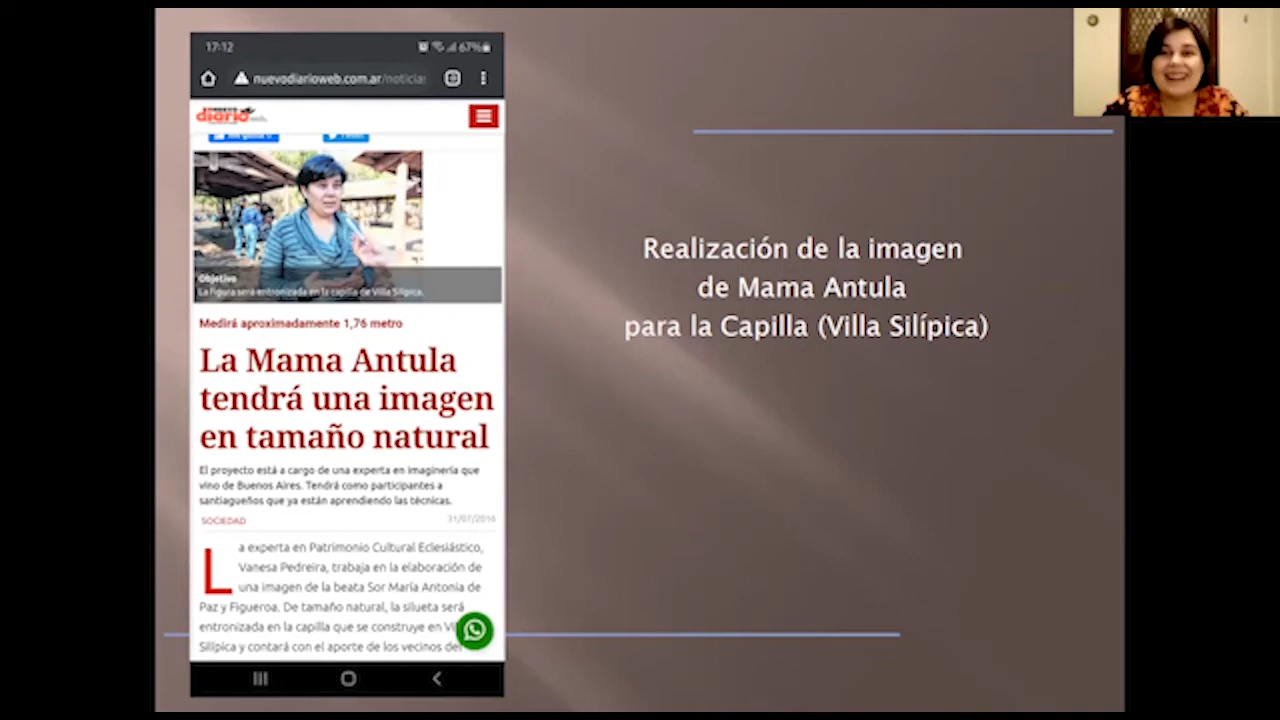 17:12
67%
nuevodiarioweb.com.ar/noticias
diario
Objetivo
La figura será entronizada en la capilla de Villa Silípica.
Medirá aproximadamente 1,76 metro
La Mama Antula
tendrá una imagen
en tamaño natural
El proyecto está a cargo de una experta en imaginería que
vino de Buenos Aires. Tendrá como participantes a
santiagueños que ya están aprendiendo las técnicas.
SOCIEDAD
31/07/2016
La experta en Patrimonio Cultural Eclesiástico,
Vanesa Pedreira, trabaja en la elaboración de
una imagen de la beata Sor María Antonia de
Paz y Figueroa. De tamaño natural, la silueta será
entronizada en la capilla que se construye en
Silípica y contará con el aporte de los vecinos del
Realización de la imagen
de Mama Antula
para la Capilla (Villa Silípica)